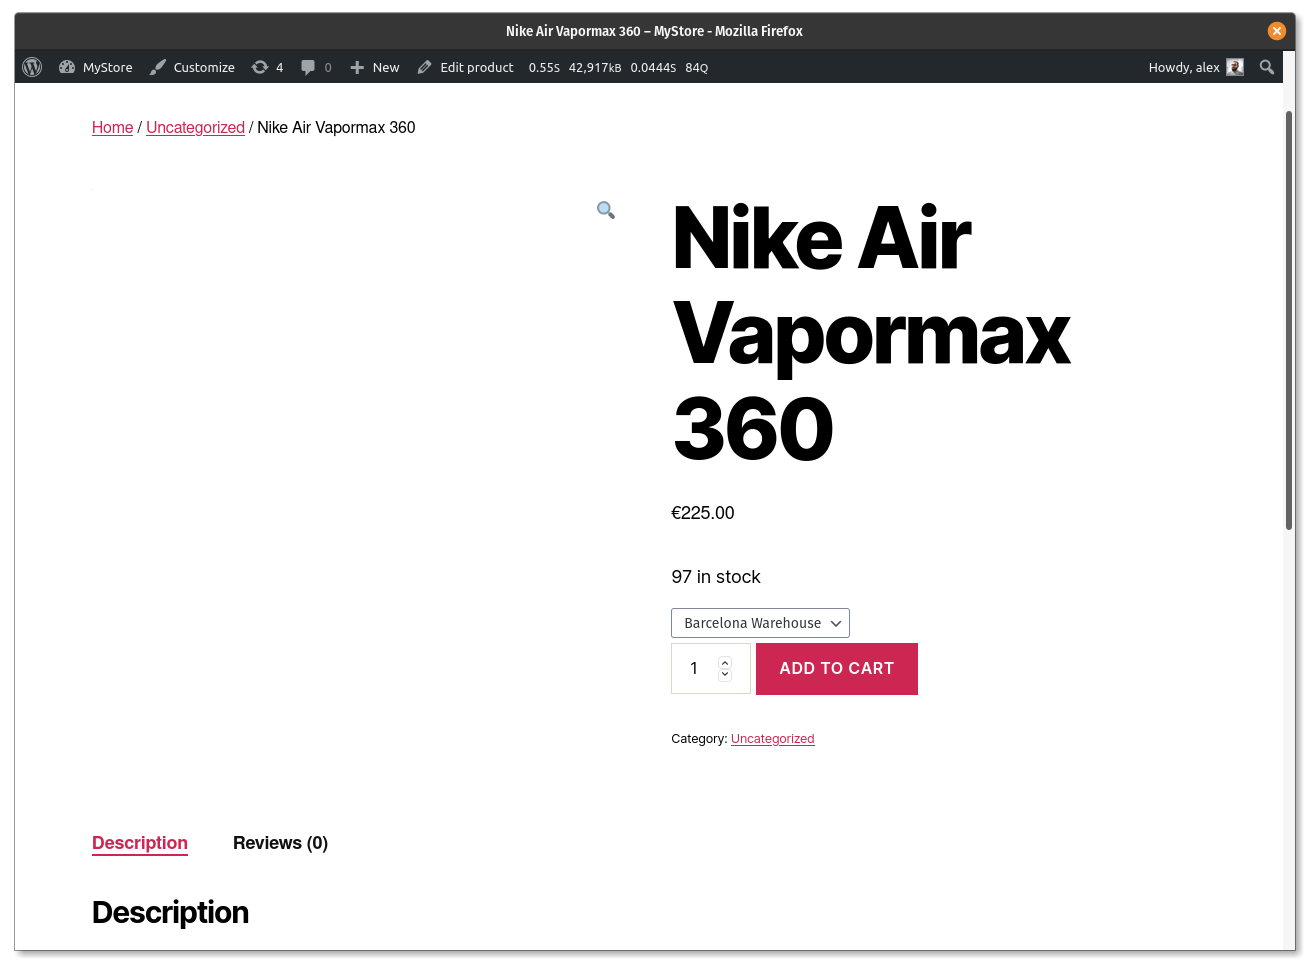 Nike Air Vapormax 360 – MyStore - Mozilla Firefox
MyStore Customize 4 0 New Edit product 0.55S 42,917KB 0.0444S 84Q Howdy, alex
Home / Uncategorized / Nike Air Vapormax 360
Nike Air
Vapormax
360
€225.00
97 in stock
Barcelona Warehouse
1 ADD TO CART
Category: Uncategorized
Description Reviews (0)
Description